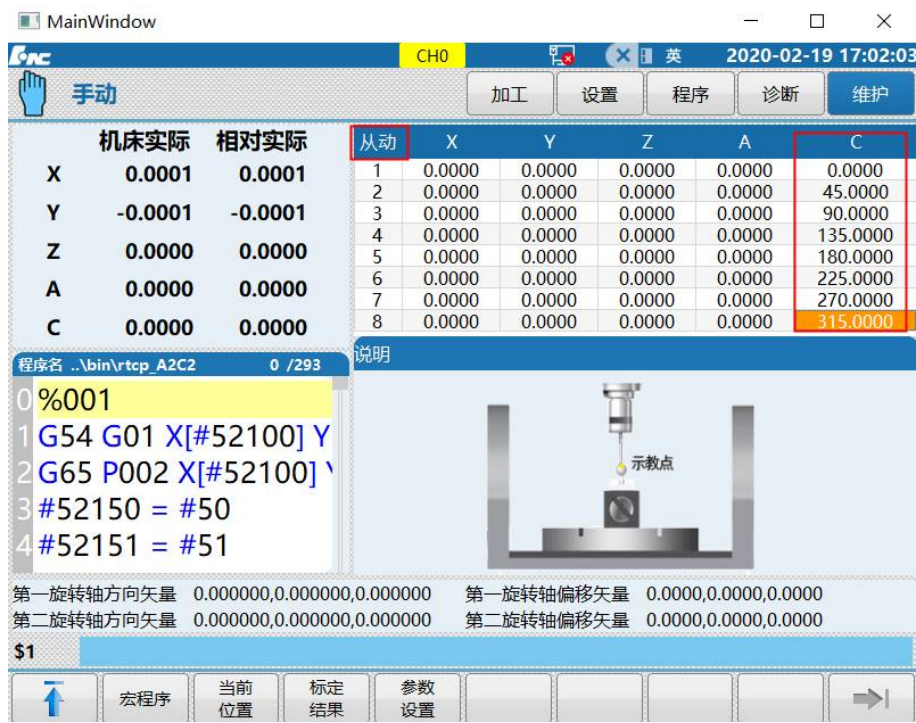 MainWindow
CH0 英 2020-02-19 17:02:03
手动 加工 设置 程序 诊断 维护
机床实际 相对实际
X 0.0001 0.0001
Y -0.0001 -0.0001
Z 0.0000 0.0000
A 0.0000 0.0000
C 0.0000 0.0000
从动 X Y Z A C
1 0.0000 0.0000 0.0000 0.0000 0.0000
2 0.0000 0.0000 0.0000 0.0000 45.0000
3 0.0000 0.0000 0.0000 0.0000 90.0000
4 0.0000 0.0000 0.0000 0.0000 135.0000
5 0.0000 0.0000 0.0000 0.0000 180.0000
6 0.0000 0.0000 0.0000 0.0000 225.0000
7 0.0000 0.0000 0.0000 0.0000 270.0000
8 0.0000 0.0000 0.0000 0.0000 315.0000
程序名 ..\bin\rtcp_A2C2 0 /293
0 %001
1 G54 G01 X[#52100] Y
2 G65 P002 X[#52100]
3 #52150 = #50
4 #52151 = #51
说明
示教点
第一旋转轴方向矢量 0.000000,0.000000,0.000000 第一旋转轴偏移矢量 0.0000,0.0000,0.0000
第二旋转轴方向矢量 0.000000,0.000000,0.000000 第二旋转轴偏移矢量 0.0000,0.0000,0.0000
$1
宏程序 当前位置 标定结果 参数设置